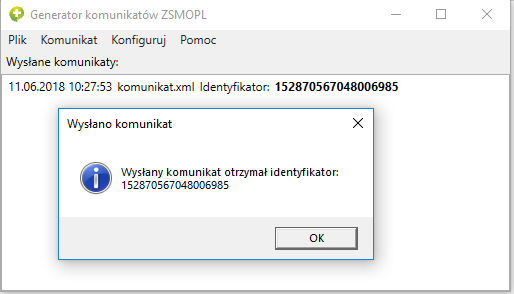 Generator komunikatów ZSMOPL
Plik Komunikat Konfiguruj Pomoc
Wysłane komunikaty:
11.06.2018 10:27:53 komunikat.xml Identyfikator: 152870567048006985
Wysłano komunikat
Wysłany komunikat otrzymał identyfikator:
152870567048006985
OK